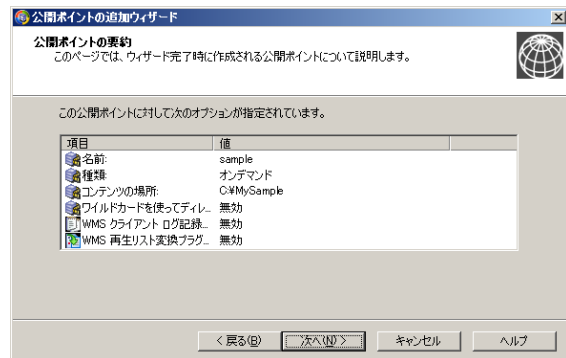 公開ポイントの追加ウィザード
公開ポイントの要約
このページでは、ウィザード完了時に作成される公開ポイントについて説明します。
この公開ポイントに対して次のオプションが指定されています。
項目 値
名前: sample
種類: オンデマンド
コンテンツの場所: C:¥MySample
ワイルドカードを使ってディレ... 無効
WMS クライアント ログ記録... 無効
WMS 再生リスト変換プラグ... 無効
< 戻る(B) 次へ(N) > キャンセル ヘルプ